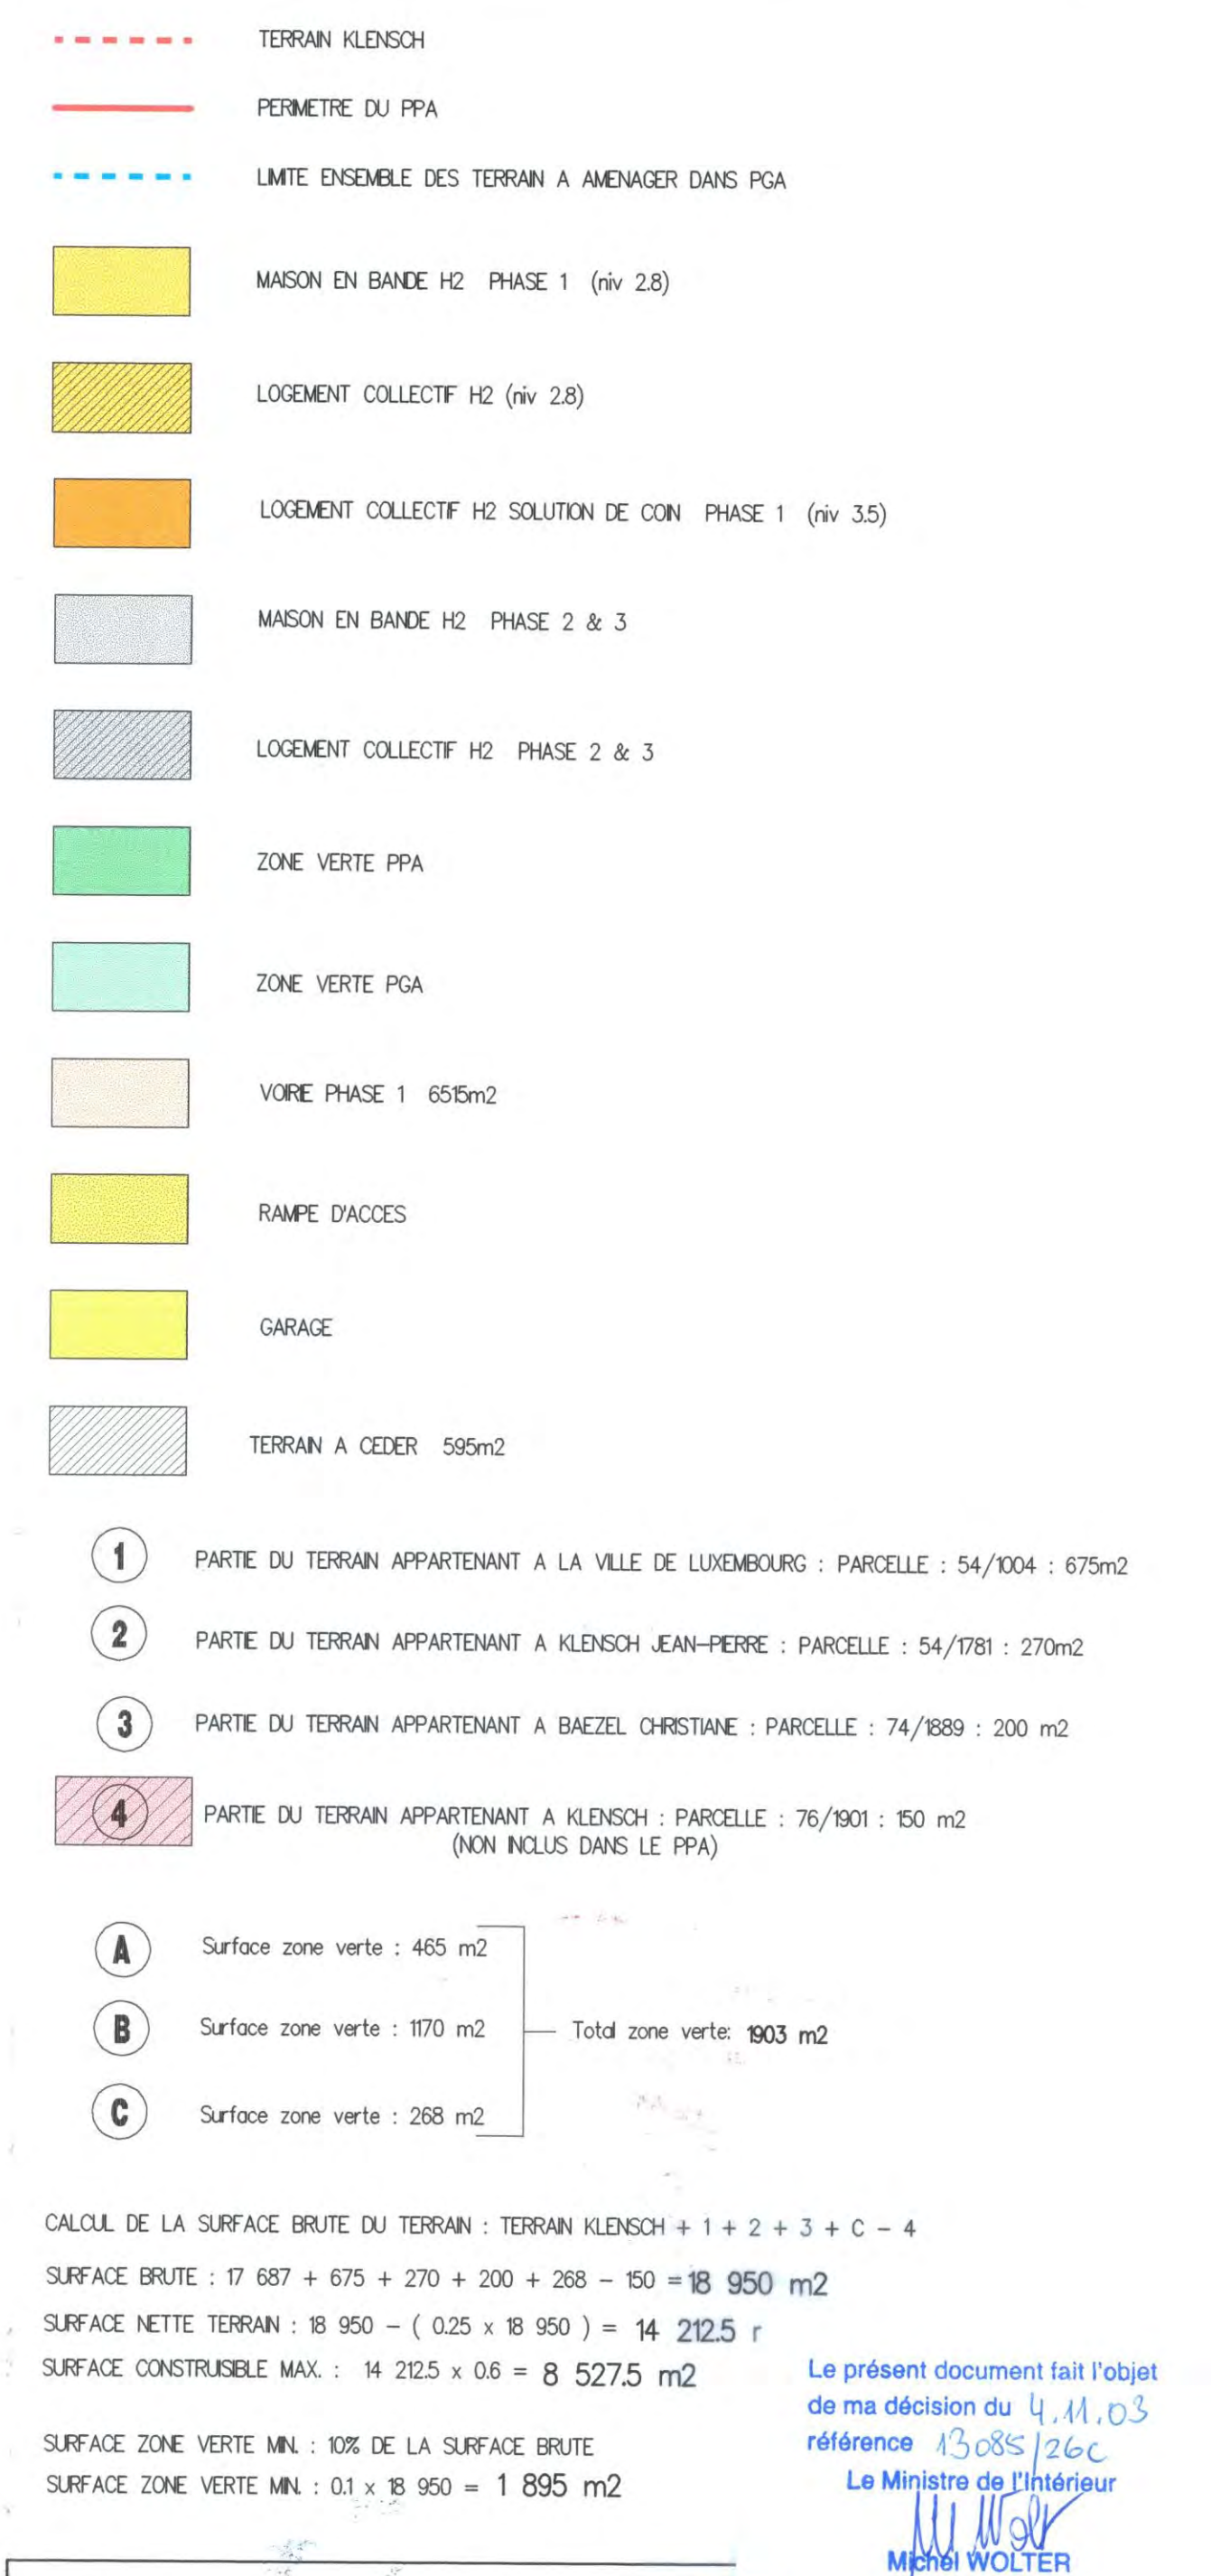 TERRAIN KLENSCH
PERIMETRE DU PPA
LIMITE ENSEMBLE DES TERRAIN A AMENAGER DANS PGA
MAISON EN BANDE H2 PHASE 1 (niv 2.8)
LOGEMENT COLLECTIF H2 (niv 2.8)
LOGEMENT COLLECTIF H2 SOLUTION DE COIN PHASE 1 (niv 3.5)
MAISON EN BANDE H2 PHASE 2 & 3
LOGEMENT COLLECTIF H2 PHASE 2 & 3
ZONE VERTE PPA
ZONE VERTE PGA
VOIRIE PHASE 1 6515m2
RAMPE D'ACCES
GARAGE
TERRAIN A CEDER 595m2
1 PARTIE DU TERRAIN APPARTENANT A LA VILLE DE LUXEMBOURG : PARCELLE : 54/1004 : 675m2
2 PARTIE DU TERRAIN APPARTENANT A KLENSCH JEAN-PIERRE : PARCELLE : 54/1781 : 270m2
3 PARTIE DU TERRAIN APPARTENANT A BAEZEL CHRISTIANE : PARCELLE : 74/1889 : 200 m2
4 PARTIE DU TERRAIN APPARTENANT A KLENSCH : PARCELLE : 76/1901 : 150 m2
(NON INCLUS DANS LE PPA)
A Surface zone verte : 465 m2
B Surface zone verte : 1170 m2 Total zone verte: 1903 m2
C Surface zone verte : 268 m2
CALCUL DE LA SURFACE BRUTE DU TERRAIN : TERRAIN KLENSCH + 1 + 2 + 3 + C - 4
SURFACE BRUTE : 17 687 + 675 + 270 + 200 + 268 - 150 = 18 950 m2
SURFACE NETTE TERRAIN : 18 950 - ( 0.25 x 18 950 ) = 14 212.5 r
SURFACE CONSTRUISIBLE MAX. : 14 212.5 x 0.6 = 8 527.5 m2
SURFACE ZONE VERTE MIN. : 10% DE LA SURFACE BRUTE
SURFACE ZONE VERTE MIN. : 0.1 x 18 950 = 1 895 m2
Le présent document fait l'objet
de ma décision du 4.11.03
référence 13085/26C
Le Ministre de l'Intérieur
Michel WOLTER